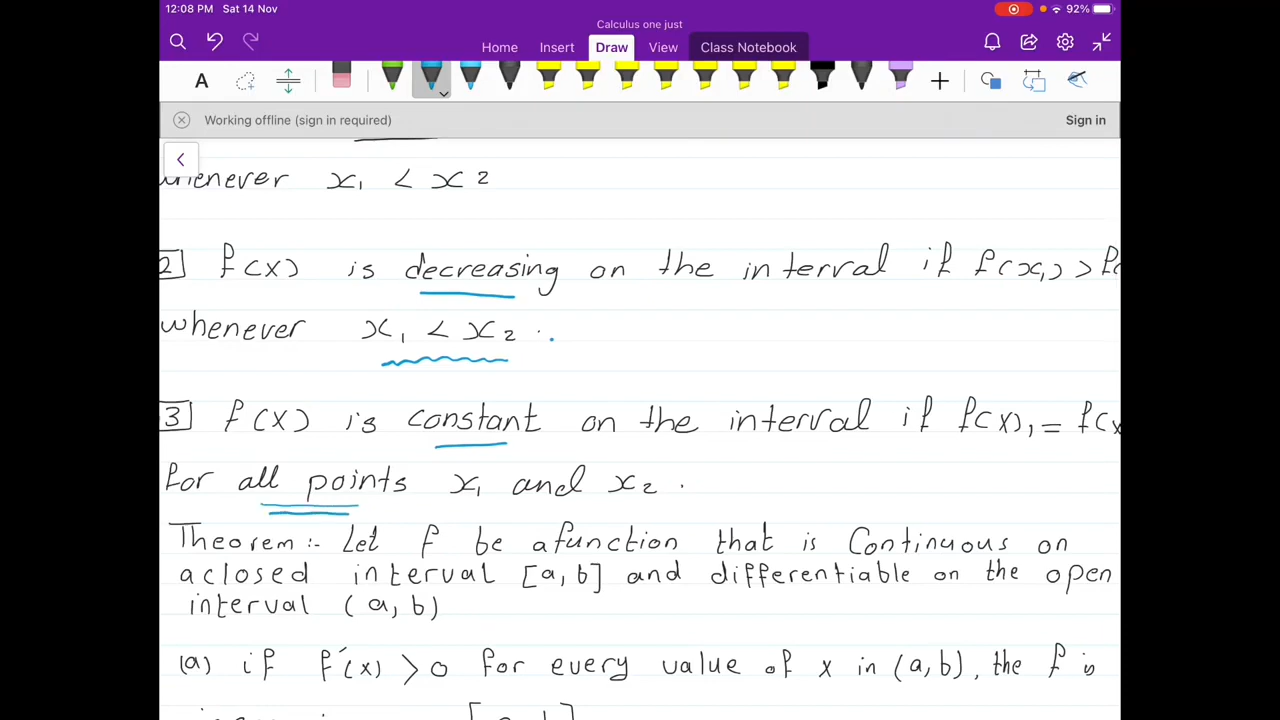 12:08 PM Sat 14 Nov 92%
Calculus one just
Home Insert Draw View Class Notebook
A
Working offline (sign in required) Sign in
whenever x₁ < x₂
2 f(x) is decreasing on the interval if f(x₁) > f(
whenever x₁ < x₂ .
3 f(x) is constant on the interval if f(x)₁ = f(x
for all points x₁ and x₂ .
Theorem :- Let f be a function that is Continuous on
a closed interval [a, b] and differentiable on the open
interval (a, b)
(a) if f′(x) > 0 for every value of x in (a, b), the f is
[a, b]